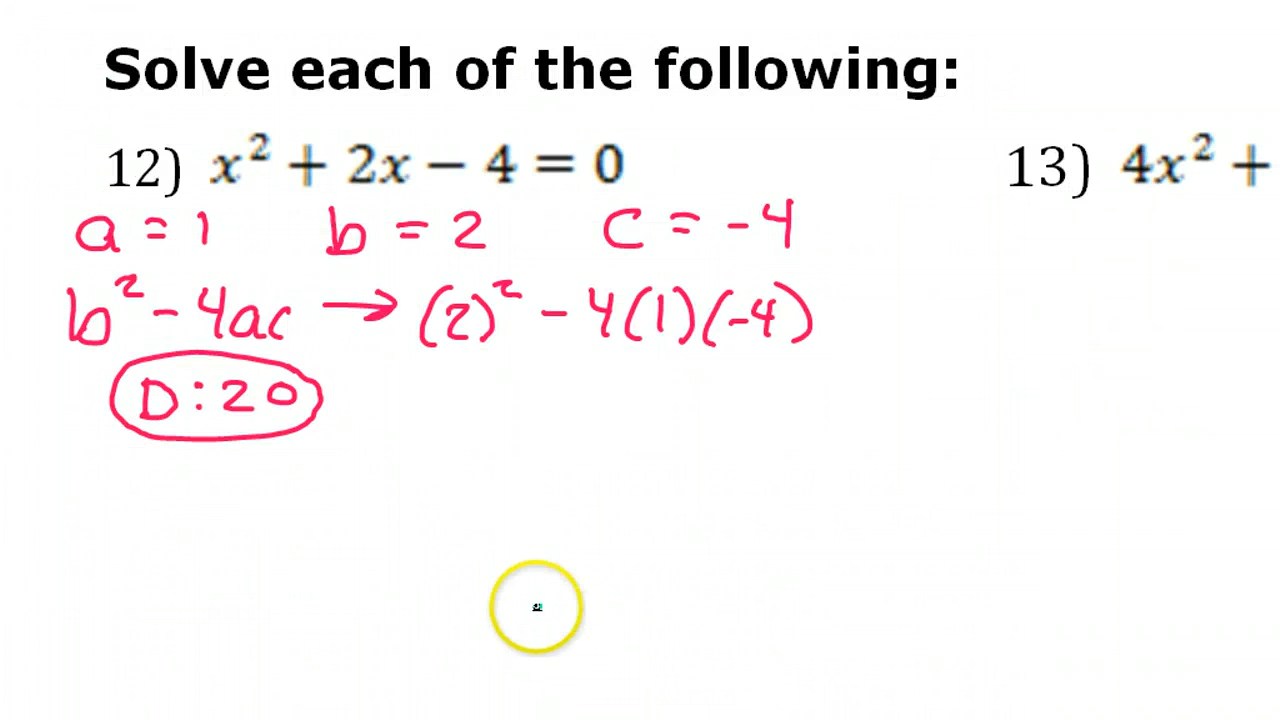 Solve each of the following:
12) x² + 2x − 4 = 0 13) 4x² +
a = 1 b = 2 c = -4
b² - 4ac → (2)² - 4(1)(-4)
D: 20